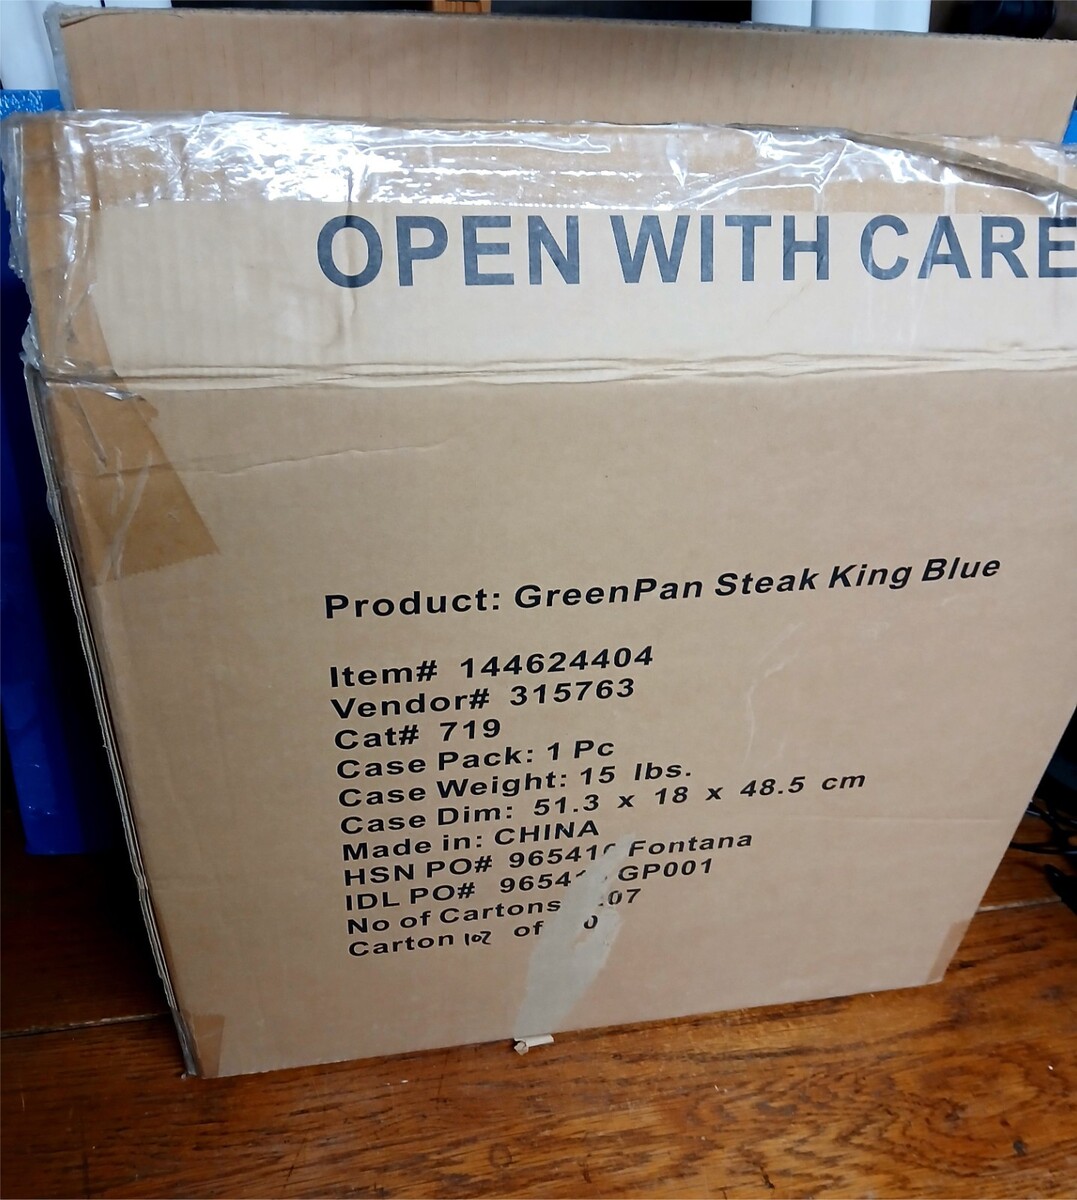 OPEN WITH CARE
Product: GreenPan Steak King Blue
Item# 144624404
Vendor# 315763
Cat# 719
Case Pack: 1 Pc
Case Weight: 15 lbs.
Case Dim: 51.3 x 18 x 48.5 cm
Made in: CHINA
HSN PO# Fontana
IDL PO# GP001
No of Cartons
Carton 102 of